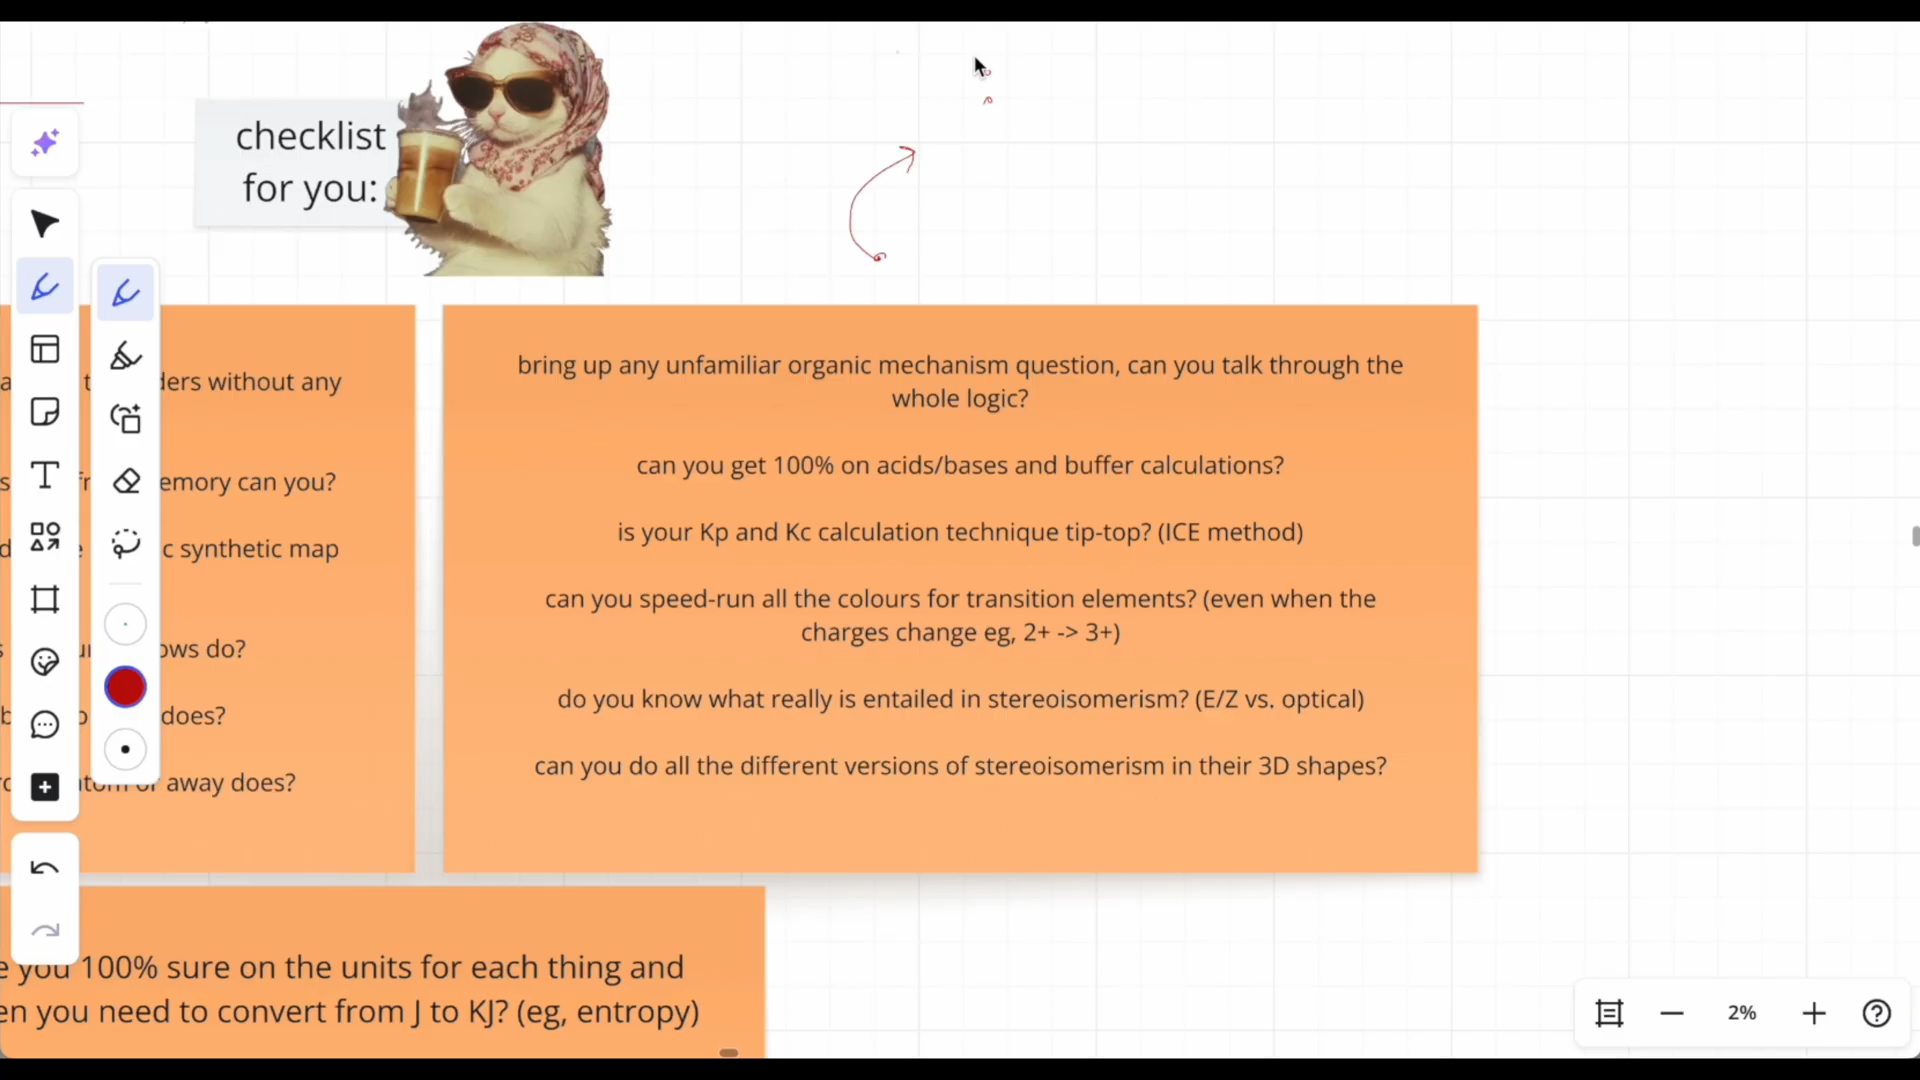 checklist
for you:
ders without any
emory can you?
c synthetic map
ows do?
does?
away does?
bring up any unfamiliar organic mechanism question, can you talk through the
whole logic?
can you get 100% on acids/bases and buffer calculations?
is your Kp and Kc calculation technique tip-top? (ICE method)
can you speed-run all the colours for transition elements? (even when the
charges change eg, 2+ -> 3+)
do you know what really is entailed in stereoisomerism? (E/Z vs. optical)
can you do all the different versions of stereoisomerism in their 3D shapes?
e you 100% sure on the units for each thing and
en you need to convert from J to KJ? (eg, entropy)
2%